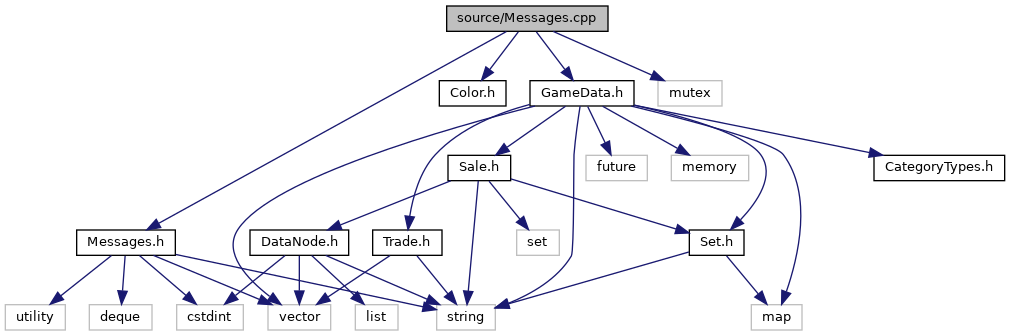 source/Messages.cpp
Color.h
GameData.h
mutex
Sale.h
future
memory
CategoryTypes.h
Messages.h
DataNode.h
Trade.h
set
Set.h
utility
deque
cstdint
vector
list
string
map